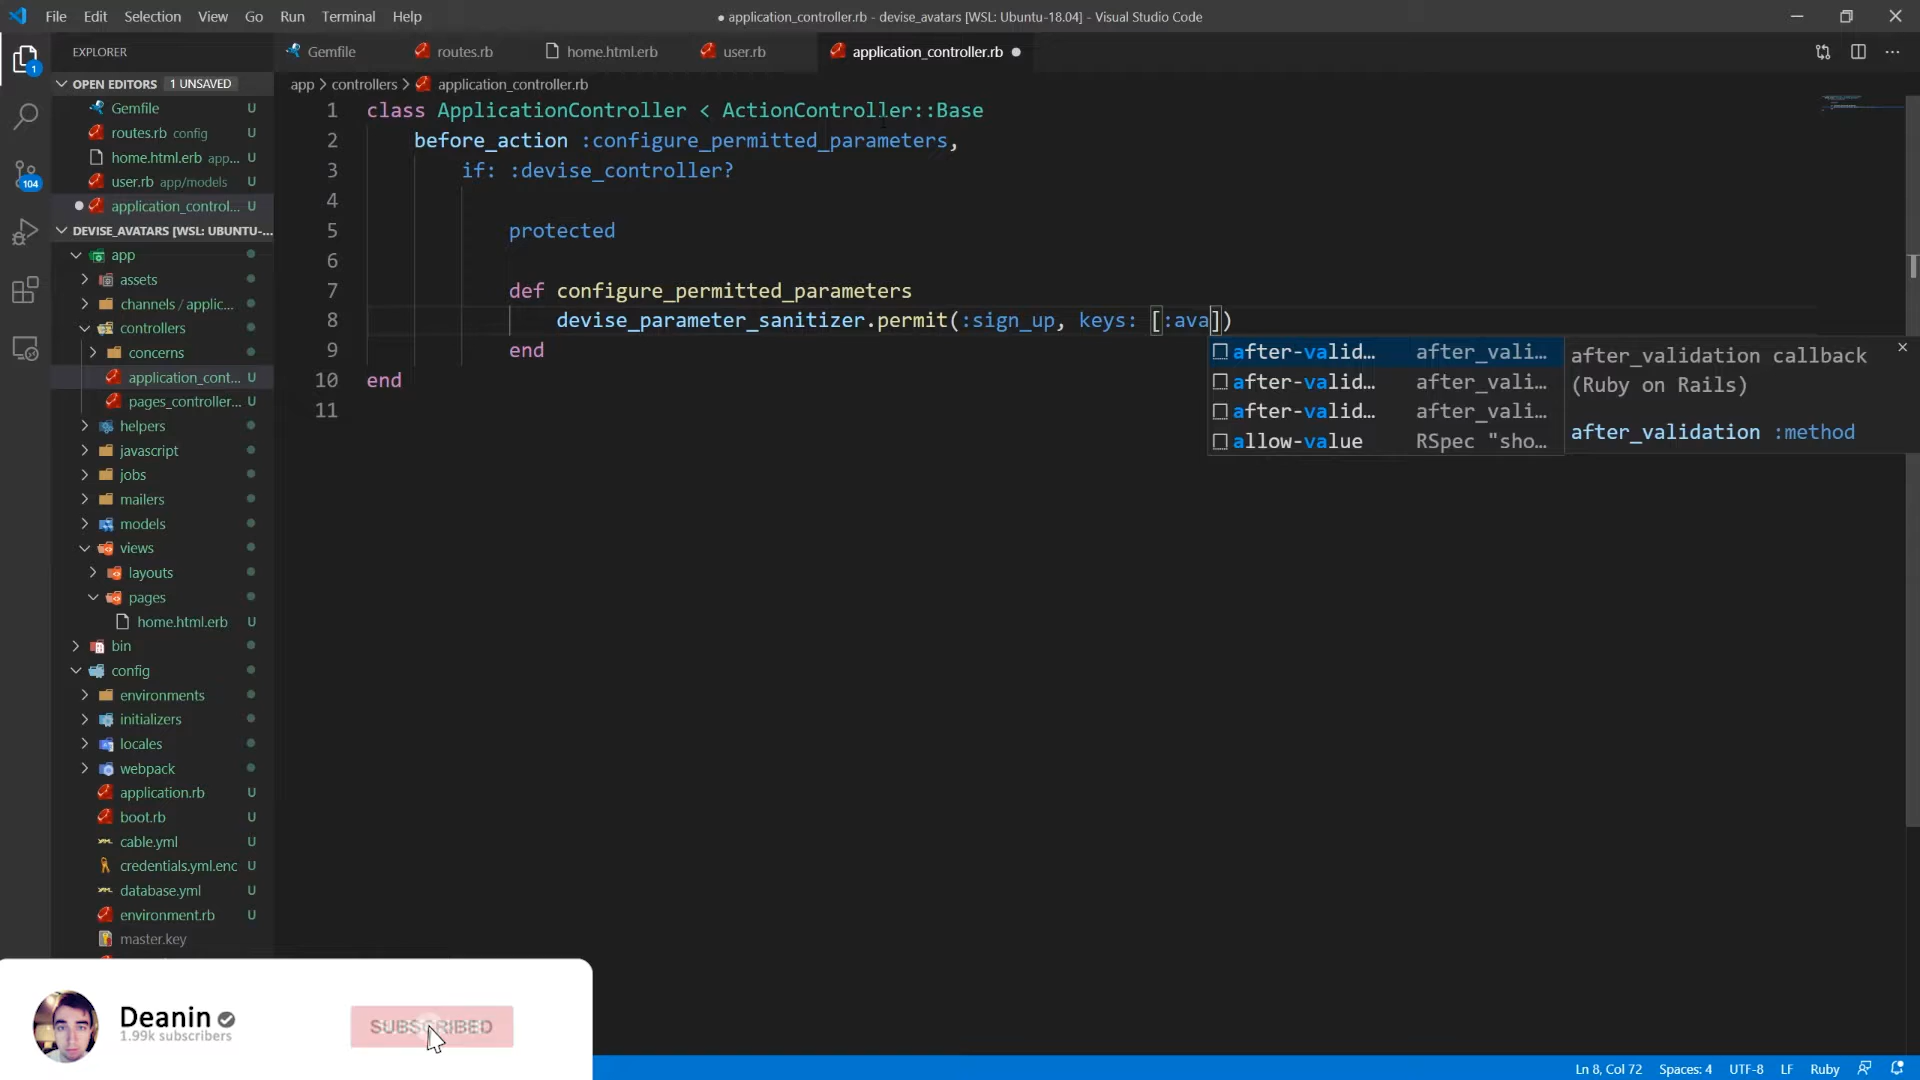 File Edit Selection View Go Run Terminal Help
● application_controller.rb - devise_avatars [WSL: Ubuntu-18.04] - Visual Studio Code
EXPLORER
Gemfile
routes.rb
home.html.erb
user.rb
application_controller.rb
OPEN EDITORS 1 UNSAVED
Gemfile U
routes.rb config U
home.html.erb app... U
user.rb app/models U
application_control... U
DEVISE_AVATARS [WSL: UBUNTU-...
app
assets
channels / applic...
controllers
concerns
application_cont... U
pages_controller... U
helpers
javascript
jobs
mailers
models
views
layouts
pages
home.html.erb U
bin
config
environments
initializers
locales
webpack
application.rb U
boot.rb U
cable.yml U
credentials.yml.enc U
database.yml U
environment.rb U
master.key
1
104
app > controllers > application_controller.rb
1 class ApplicationController < ActionController::Base
2 before_action :configure_permitted_parameters,
3 if: :devise_controller?
4
5 protected
6
7 def configure_permitted_parameters
8 devise_parameter_sanitizer.permit(:sign_up, keys: [:ava])
9 end
10 end
11
after-valid... after_vali...
after-valid... after_vali...
after-valid... after_vali...
allow-value RSpec "sho...
after_validation callback
(Ruby on Rails)
after_validation :method
Deanin
1.99k subscribers
SUBSCRIBED
Ln 8, Col 72 Spaces: 4 UTF-8 LF Ruby